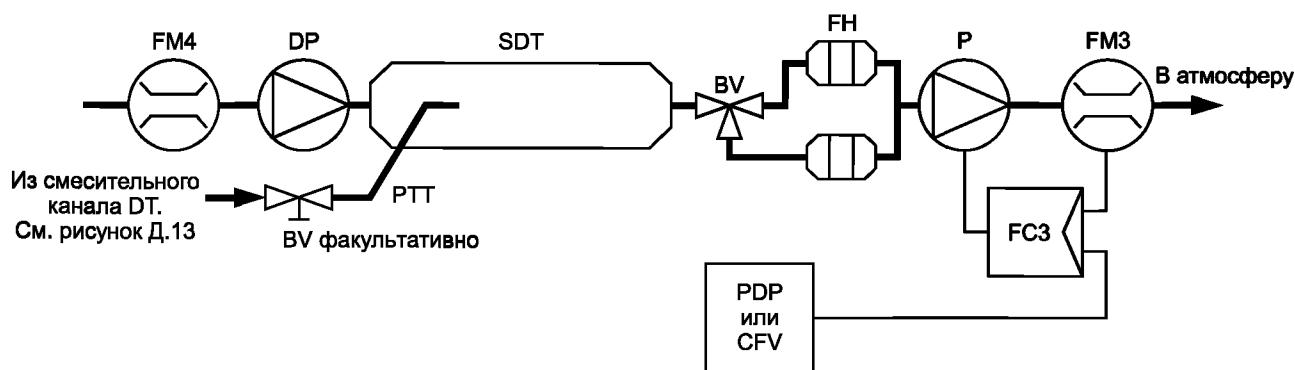 FM4
DP
SDT
BV
FH
P
FM3
В атмосферу
Из смесительного
канала DT.
См. рисунок Д.13
PTT
BV факультативно
FC3
PDP
или
CFV